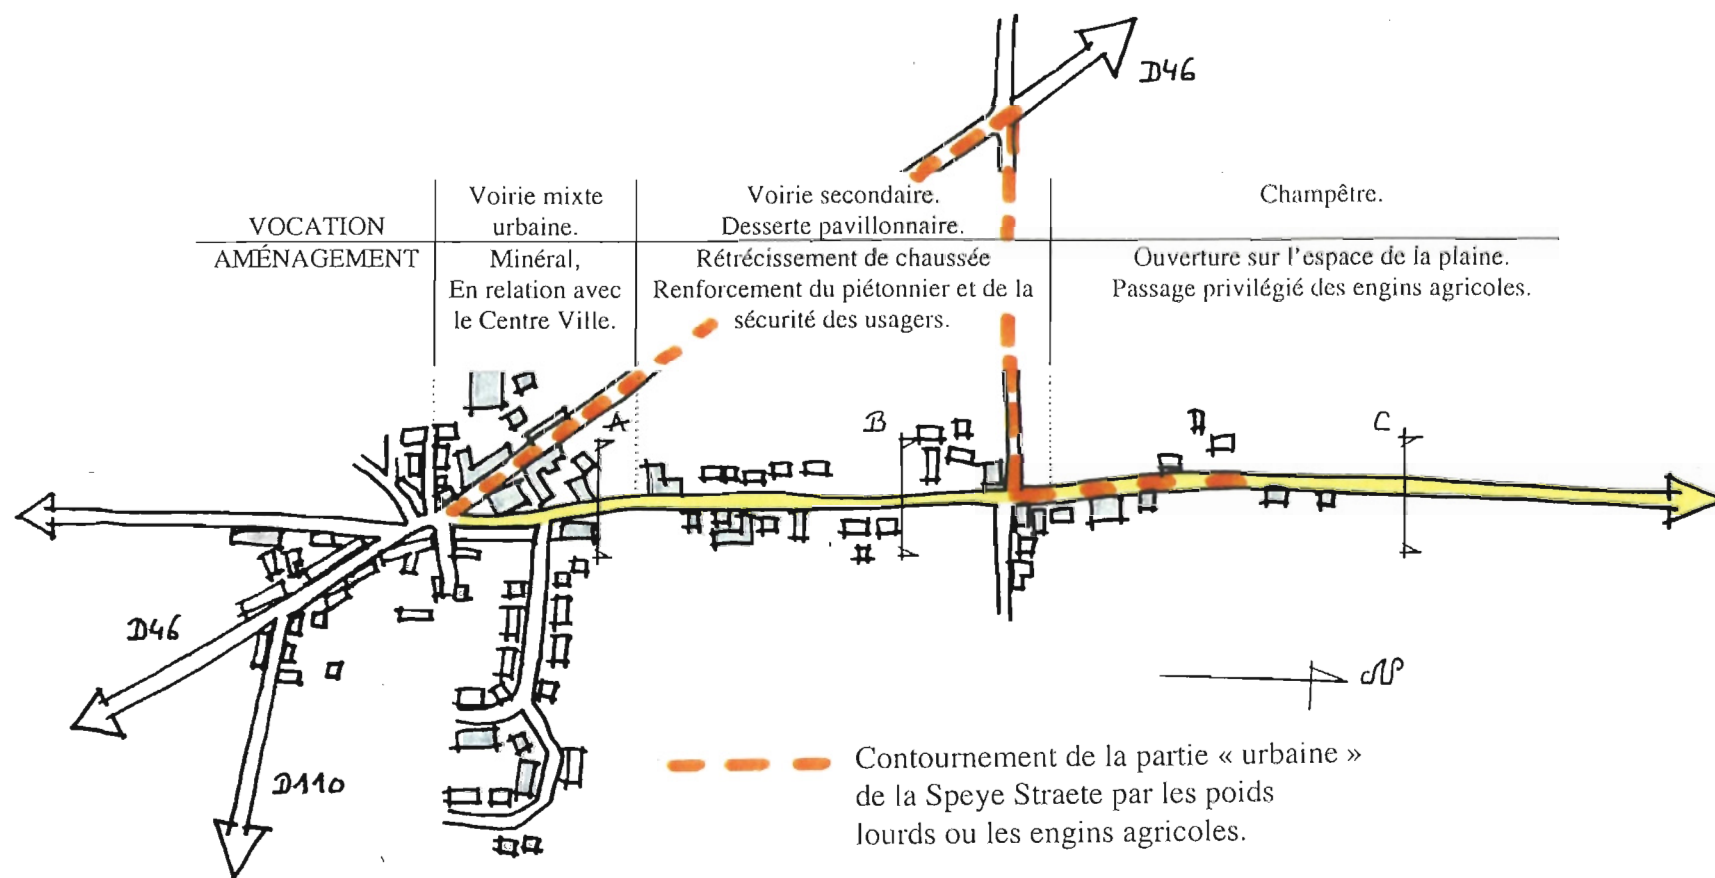 D46
VOCATION
Voirie mixte
urbaine.
Voirie secondaire.
Desserte pavillonnaire.
Champêtre.
AMÉNAGEMENT
Minéral,
En relation avec
le Centre Ville.
Rétrécissement de chaussée
Renforcement du piétonnier et de la
sécurité des usagers.
Ouverture sur l'espace de la plaine.
Passage privilégié des engins agricoles.
A
B
C
D46
D110
N
Contournement de la partie « urbaine »
de la Speye Straete par les poids
lourds ou les engins agricoles.